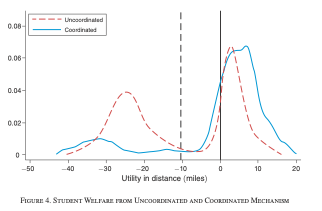 0.08
Uncoordinated
Coordinated
0.06
0.04
0.02
0
−50 −40 −30 −20 −10 0 10 20
Utility in distance (miles)
FIGURE 4. STUDENT WELFARE FROM UNCOORDINATED AND COORDINATED MECHANISM